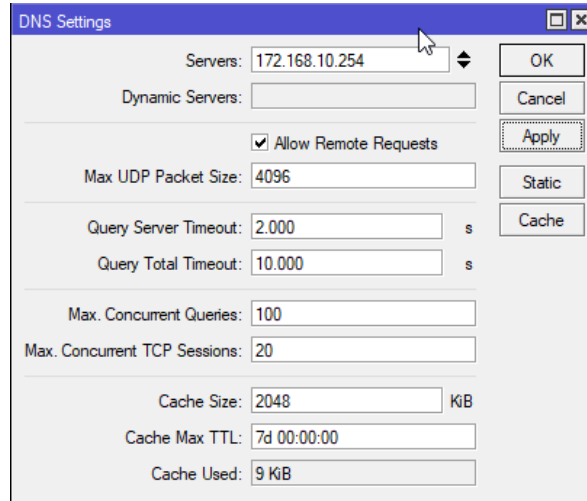 DNS Settings
Servers: 172.168.10.254
OK
Dynamic Servers:
Cancel
Allow Remote Requests
Apply
Max UDP Packet Size: 4096
Static
Query Server Timeout: 2.000 s
Cache
Query Total Timeout: 10.000 s
Max. Concurrent Queries: 100
Max. Concurrent TCP Sessions: 20
Cache Size: 2048 KiB
Cache Max TTL: 7d 00:00:00
Cache Used: 9 KiB